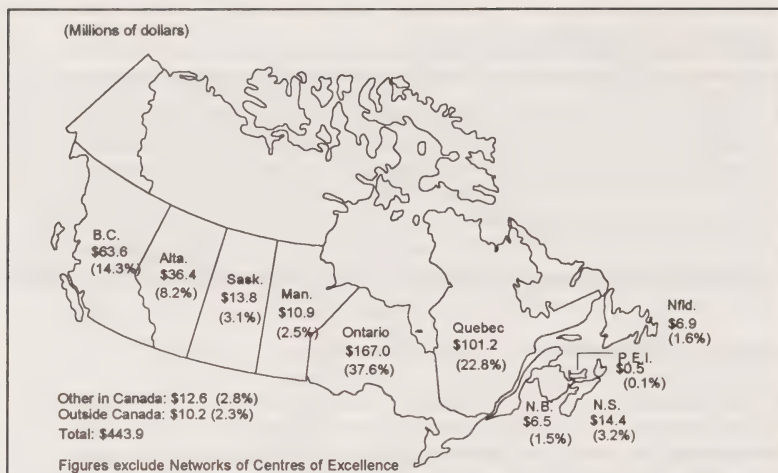 (Millions of dollars)
B.C.
$63.6
(14.3%)
Alta.
$36.4
(8.2%)
Sask.
$13.8
(3.1%)
Man.
$10.9
(2.5%)
Ontario
$167.0
(37.6%)
Quebec
$101.2
(22.8%)
Nfld.
$6.9
(1.6%)
P.E.I.
$0.5
(0.1%)
N.B.
$6.5
(1.5%)
N.S.
$14.4
(3.2%)
Other in Canada: $12.6 (2.8%)
Outside Canada: $10.2 (2.3%)
Total: $443.9
Figures exclude Networks of Centres of Excellence